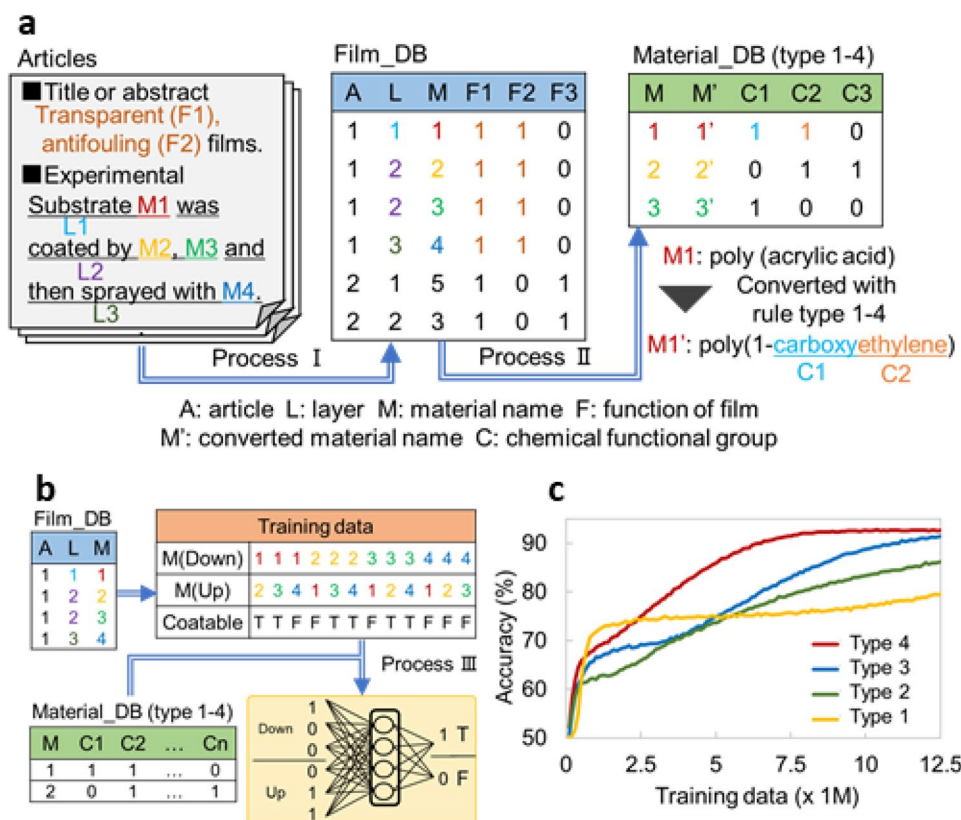 a
Articles
■Title or abstract
Transparent (F1),
antifouling (F2) films.
■Experimental
Substrate M1 was
L1
coated by M2, M3 and
L2
then sprayed with M4.
L3
Process Ⅰ
Film_DB
A L M F1 F2 F3
1 1 1 1 1 0
1 2 2 1 1 0
1 2 3 1 1 0
1 3 4 1 1 0
2 1 5 1 0 1
2 2 3 1 0 1
Process Ⅱ
Material_DB (type 1-4)
M M’ C1 C2 C3
1 1’ 1 1 0
2 2’ 0 1 1
3 3’ 1 0 0
M1: poly (acrylic acid)
Converted with
rule type 1-4
M1’: poly(1-carboxyethylene)
C1 C2
A: article L: layer M: material name F: function of film
M’: converted material name C: chemical functional group
b
Film_DB
A L M
1 1 1
1 2 2
1 2 3
1 3 4
Training data
M(Down) 1 1 1 2 2 2 3 3 3 4 4 4
M(Up) 2 3 4 1 3 4 1 2 4 1 2 3
Coatable T T F F T T F T T F F F
Process Ⅲ
Material_DB (type 1-4)
M C1 C2 … Cn
1 1 1 … 0
2 0 1 … 1
Down
1
0
0
Up
0
1
1
1 T
0 F
c
Accuracy (%)
90
80
70
60
50
Type 4
Type 3
Type 2
Type 1
0 2.5 5 7.5 10 12.5
Training data (x 1M)